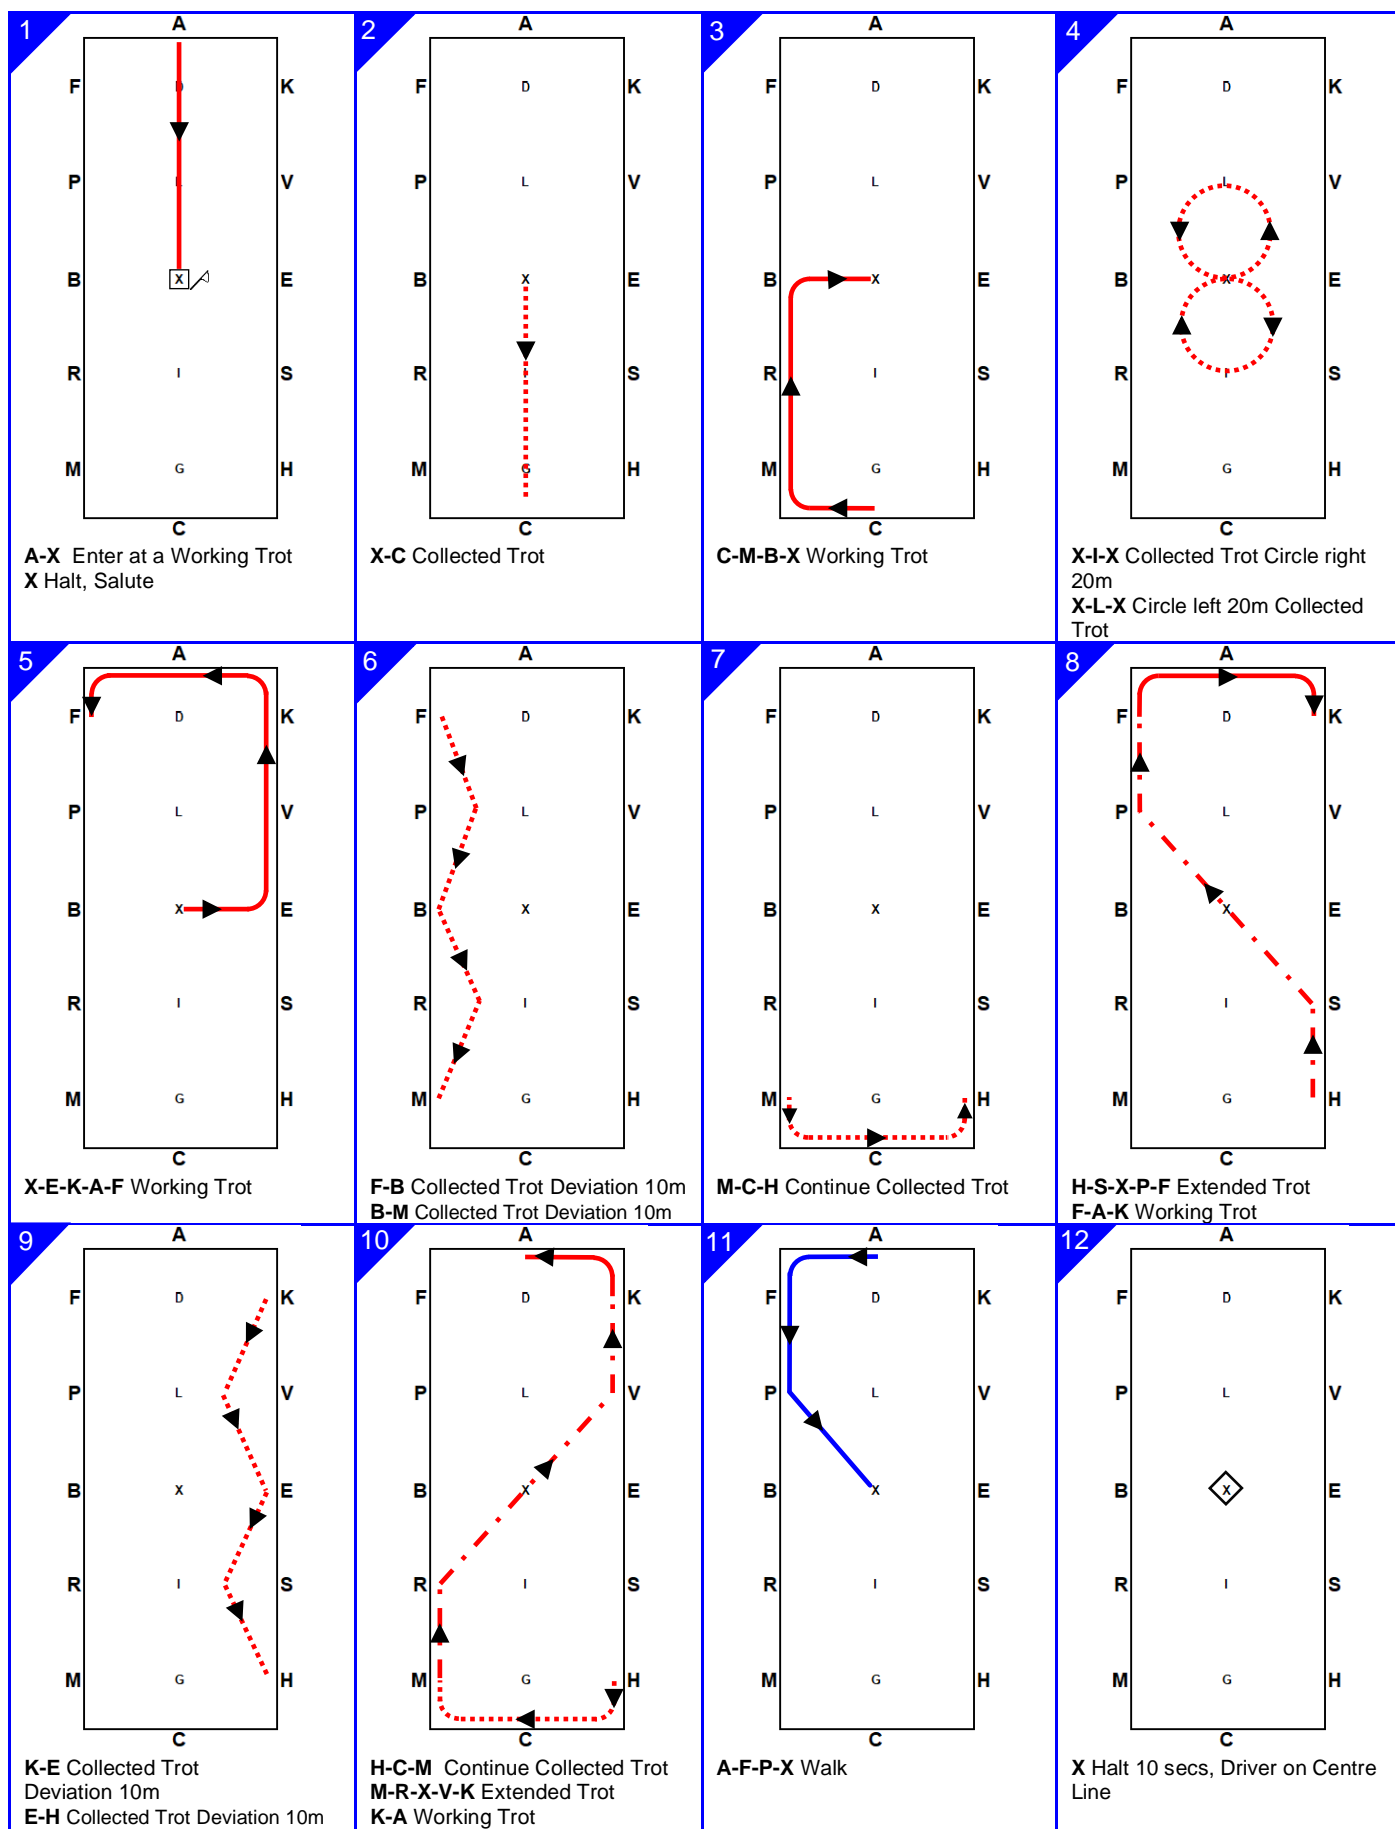 1
A
F D K
P L V
B X E
R I S
M G H
C
A-X Enter at a Working Trot
X Halt, Salute
2
A
F D K
P L V
B X E
R I S
M G H
C
X-C Collected Trot
3
A
F D K
P L V
B X E
R I S
M G H
C
C-M-B-X Working Trot
4
A
F D K
P L V
B X E
R I S
M G H
C
X-I-X Collected Trot Circle right
20m
X-L-X Circle left 20m Collected
Trot
5
A
F D K
P L V
B X E
R I S
M G H
C
X-E-K-A-F Working Trot
6
A
F D K
P L V
B X E
R I S
M G H
C
F-B Collected Trot Deviation 10m
B-M Collected Trot Deviation 10m
7
A
F D K
P L V
B X E
R I S
M G H
C
M-C-H Continue Collected Trot
8
A
F D K
P L V
B X E
R I S
M G H
C
H-S-X-P-F Extended Trot
F-A-K Working Trot
9
A
F D K
P L V
B X E
R I S
M G H
C
K-E Collected Trot
Deviation 10m
E-H Collected Trot Deviation 10m
10
A
F D K
P L V
B X E
R I S
M G H
C
H-C-M Continue Collected Trot
M-R-X-V-K Extended Trot
K-A Working Trot
11
A
F D K
P L V
B X E
R I S
M G H
C
A-F-P-X Walk
12
A
F D K
P L V
B X E
R I S
M G H
C
X Halt 10 secs, Driver on Centre
Line